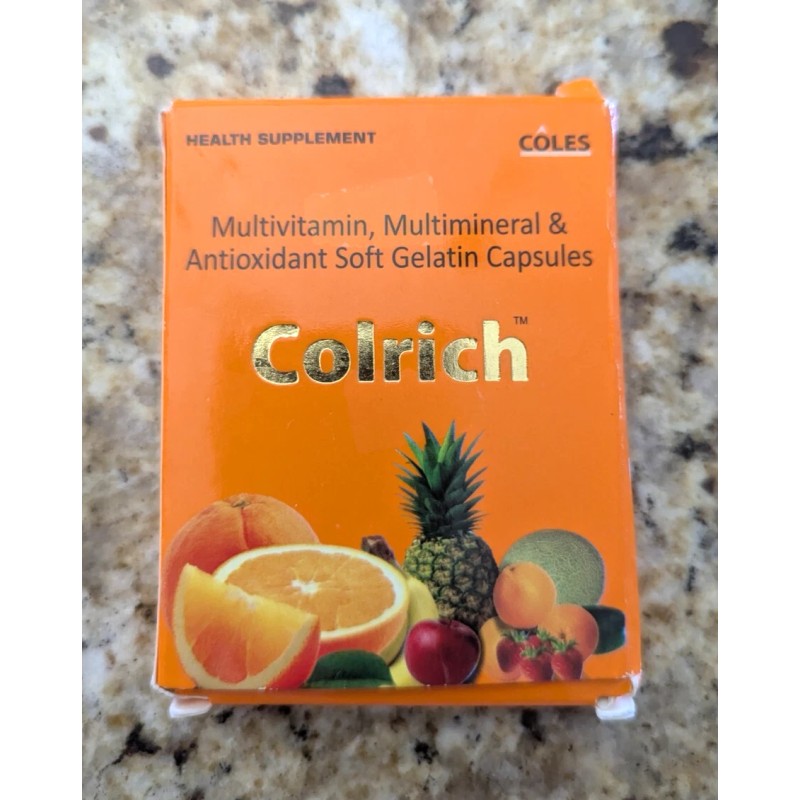 HEALTH SUPPLEMENT
COLES
Multivitamin, Multimineral &
Antioxidant Soft Gelatin Capsules
Colrich™